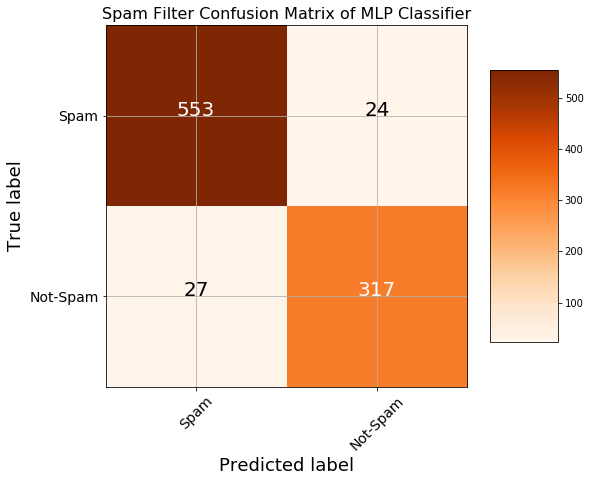 Spam Filter Confusion Matrix of MLP Classifier
True label
Spam
553
24
Not-Spam
27
317
Spam
Not-Spam
Predicted label
500
400
300
200
100